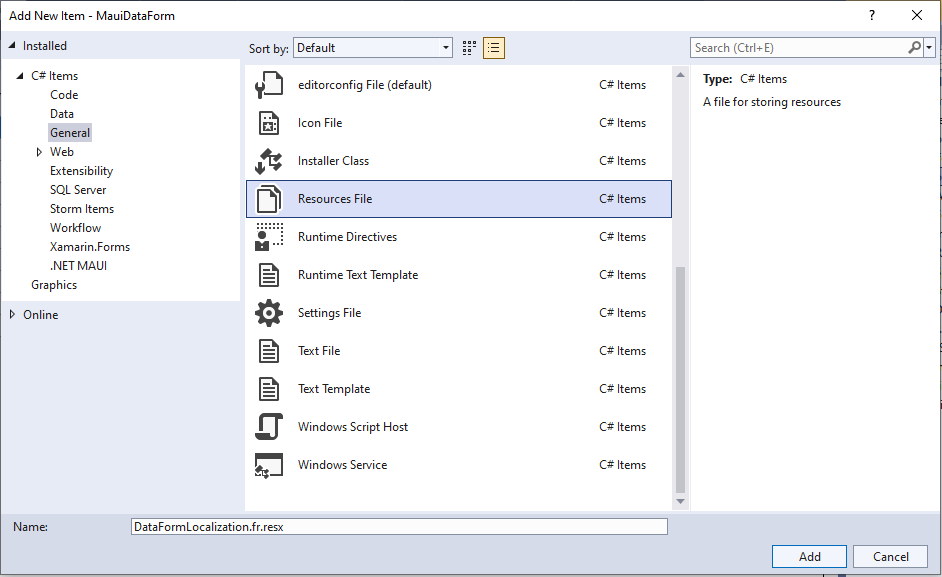 Add New Item - MauiDataForm
?
Installed
Sort by: Default
Search (Ctrl+E)
C# Items
Code
Data
General
Web
Extensibility
SQL Server
Storm Items
Workflow
Xamarin.Forms
.NET MAUI
Graphics
Online
editorconfig File (default) C# Items
Icon File C# Items
Installer Class C# Items
Resources File C# Items
Runtime Directives C# Items
Runtime Text Template C# Items
Settings File C# Items
Text File C# Items
Text Template C# Items
Windows Script Host C# Items
Windows Service C# Items
Type: C# Items
A file for storing resources
Name: DataFormLocalization.fr.resx
Add Cancel